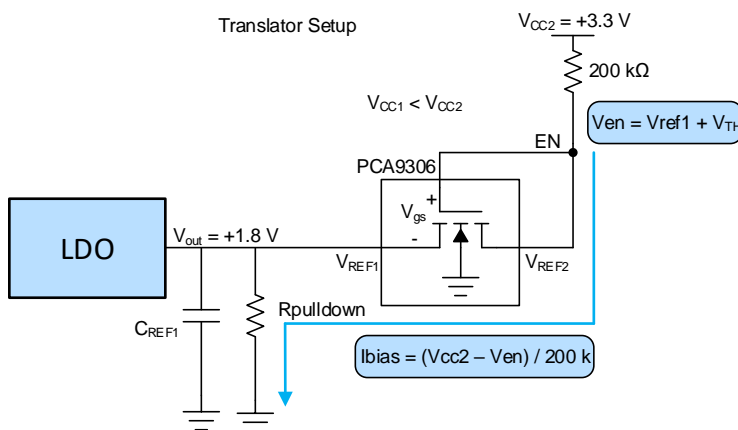 Translator Setup
VCC2 = +3.3 V
200 kΩ
VCC1 < VCC2
Ven = Vref1 + VTH
EN
PCA9306
Vgs
+
-
LDO
Vout = +1.8 V
VREF1
VREF2
CREF1
Rpulldown
Ibias = (Vcc2 – Ven) / 200 k